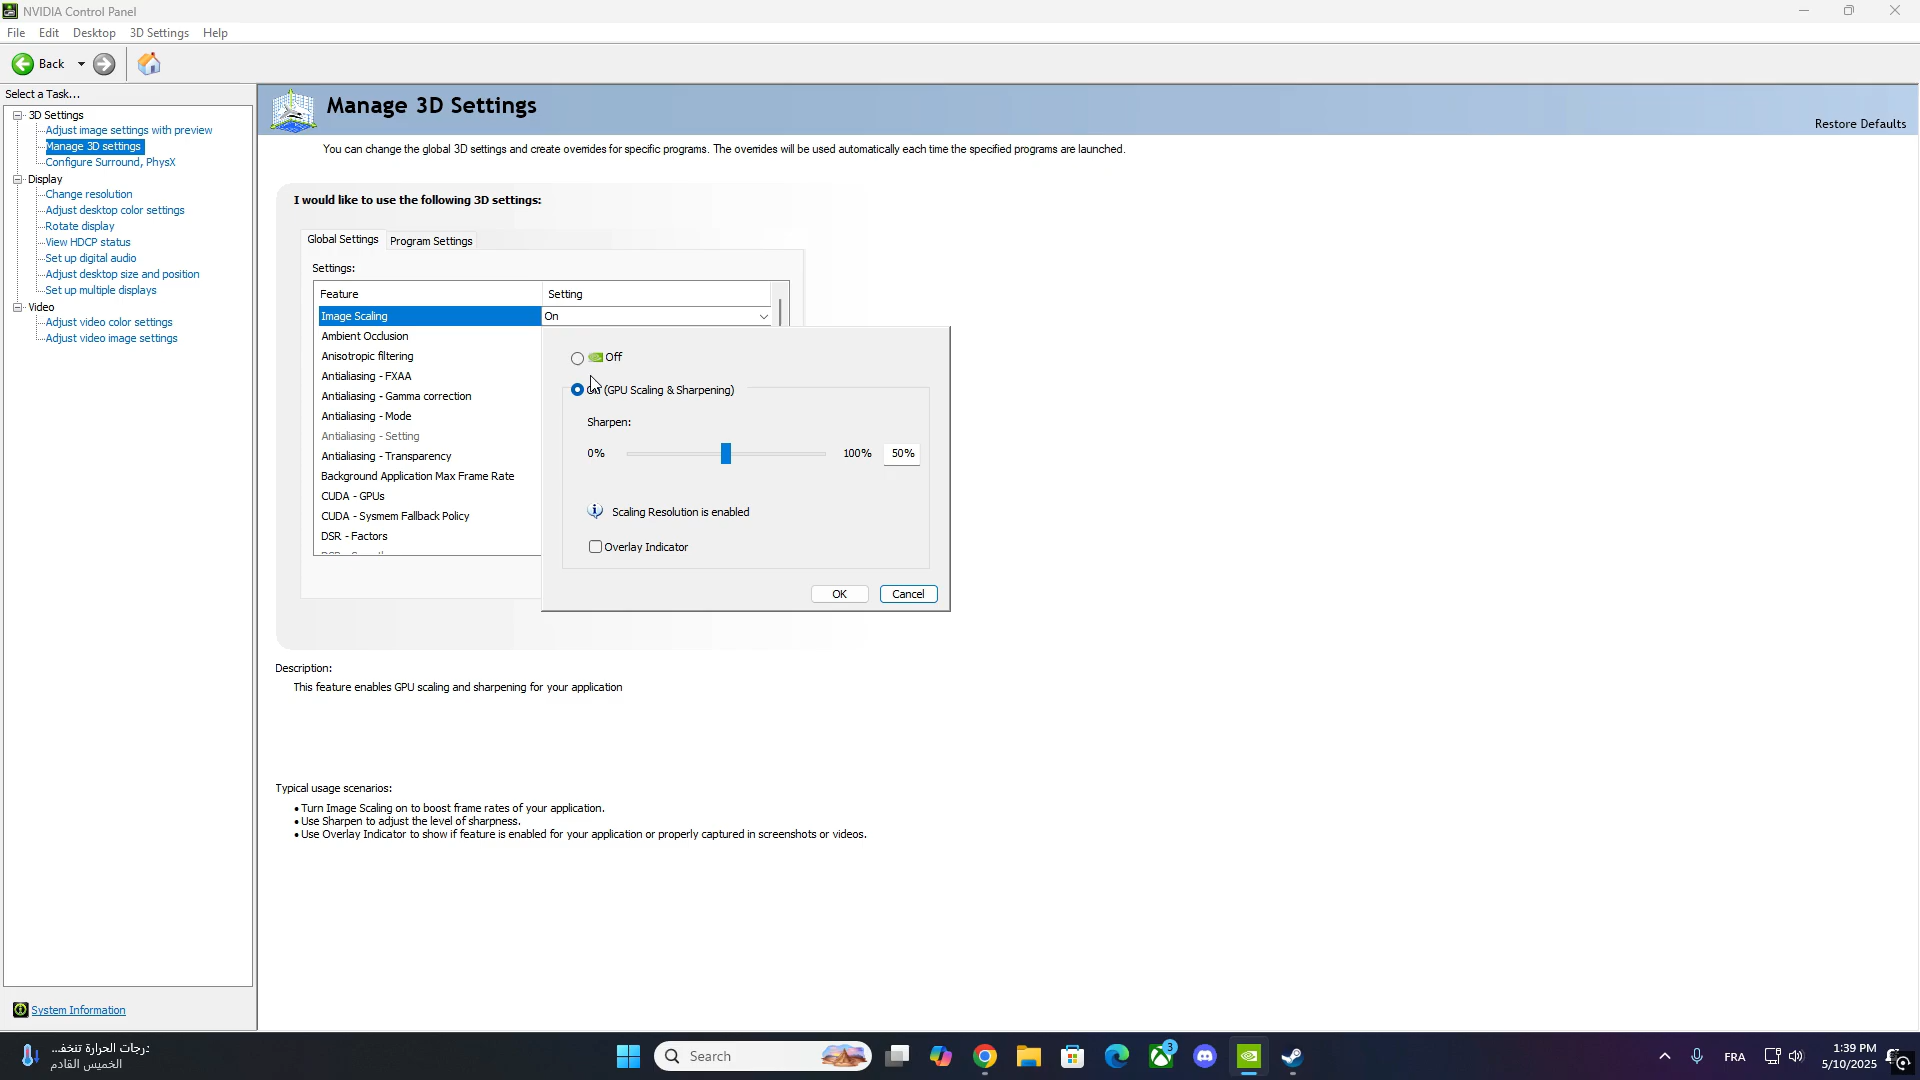 NVIDIA Control Panel
File Edit Desktop 3D Settings Help
Back
Select a Task...
3D Settings
Adjust image settings with preview
Manage 3D settings
Configure Surround, PhysX
Display
Change resolution
Adjust desktop color settings
Rotate display
View HDCP status
Set up digital audio
Adjust desktop size and position
Set up multiple displays
Video
Adjust video color settings
Adjust video image settings
System Information
Manage 3D Settings
Restore Defaults
You can change the global 3D settings and create overrides for specific programs. The overrides will be used automatically each time the specified programs are launched.
I would like to use the following 3D settings:
Global Settings Program Settings
Settings:
Feature Setting
Image Scaling On
Ambient Occlusion
Anisotropic filtering
Antialiasing - FXAA
Antialiasing - Gamma correction
Antialiasing - Mode
Antialiasing - Setting
Antialiasing - Transparency
Background Application Max Frame Rate
CUDA - GPUs
CUDA - Sysmem Fallback Policy
DSR - Factors
Off
On (GPU Scaling & Sharpening)
Sharpen:
0% 100% 50%
Scaling Resolution is enabled
Overlay Indicator
OK Cancel
Description:
This feature enables GPU scaling and sharpening for your application
Typical usage scenarios:
• Turn Image Scaling on to boost frame rates of your application.
• Use Sharpen to adjust the level of sharpness.
• Use Overlay Indicator to show if feature is enabled for your application or properly captured in screenshots or videos.
درجات الحرارة تنخف...
الخميس القادم
Search
3
FRA
1:39 PM
5/10/2025